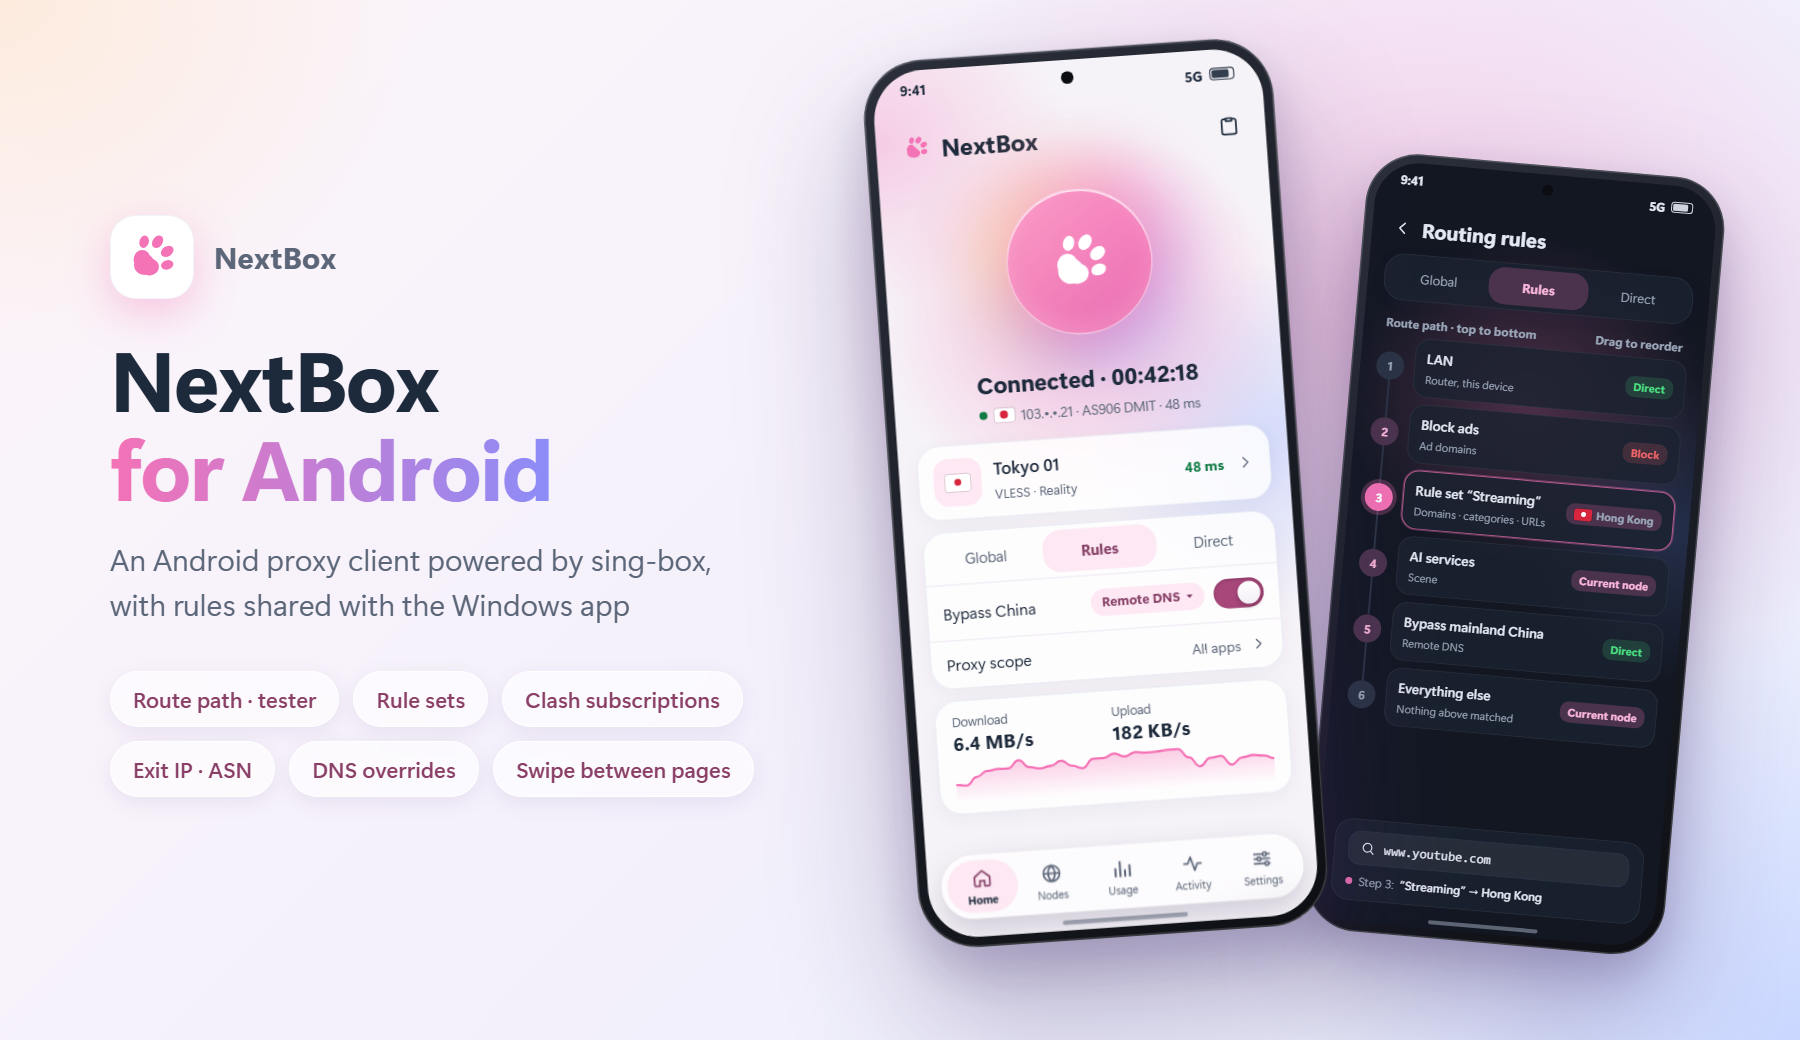 NextBox
NextBox
for Android
An Android proxy client powered by sing-box,
with rules shared with the Windows app
Route path · tester
Rule sets
Clash subscriptions
Exit IP · ASN
DNS overrides
Swipe between pages
9:41
5G
NextBox
Connected · 00:42:18
103.•.•.21 · AS906 DMIT · 48 ms
Tokyo 01
VLESS · Reality
48 ms
Global
Rules
Direct
Bypass China
Remote DNS
Proxy scope
All apps
Download
6.4 MB/s
Upload
182 KB/s
Home
Nodes
Usage
Activity
Settings
9:41
5G
Routing rules
Global
Rules
Direct
Route path · top to bottom
Drag to reorder
1
LAN
Router, this device
Direct
2
Block ads
Ad domains
Block
3
Rule set “Streaming”
Domains · categories · URLs
Hong Kong
4
AI services
Scene
Current node
5
Bypass mainland China
Remote DNS
Direct
6
Everything else
Nothing above matched
Current node
www.youtube.com
Step 3: “Streaming” → Hong Kong